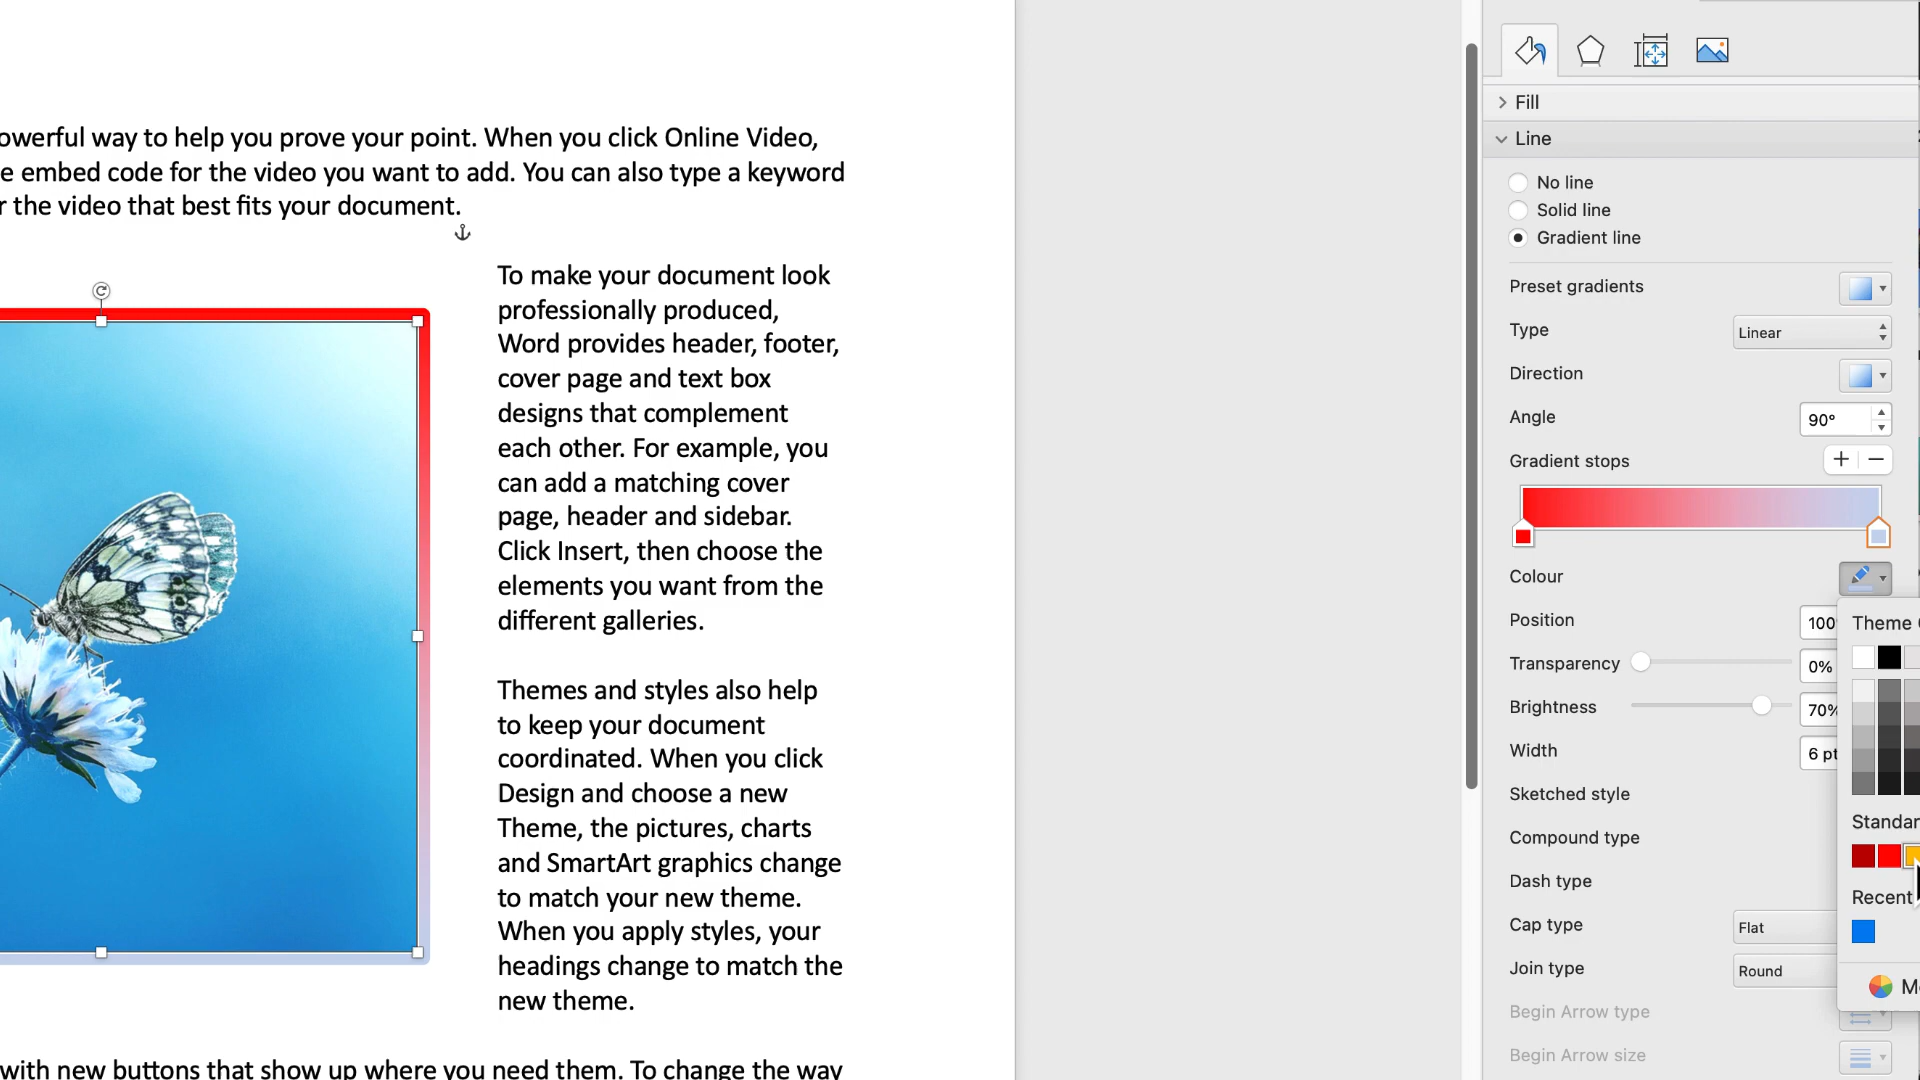 owerful way to help you prove your point. When you click Online Video,
e embed code for the video you want to add. You can also type a keyword
r the video that best fits your document.
To make your document look
professionally produced,
Word provides header, footer,
cover page and text box
designs that complement
each other. For example, you
can add a matching cover
page, header and sidebar.
Click Insert, then choose the
elements you want from the
different galleries.
Themes and styles also help
to keep your document
coordinated. When you click
Design and choose a new
Theme, the pictures, charts
and SmartArt graphics change
to match your new theme.
When you apply styles, your
headings change to match the
new theme.
with new buttons that show up where you need them. To change the way
Fill
Line
No line
Solid line
Gradient line
Preset gradients
Type Linear
Direction
Angle 90°
Gradient stops + −
Colour
Position 100
Transparency 0%
Brightness 70%
Width 6 pt
Sketched style
Compound type
Dash type
Cap type Flat
Join type Round
Begin Arrow type
Begin Arrow size
Theme
Standar
Recent